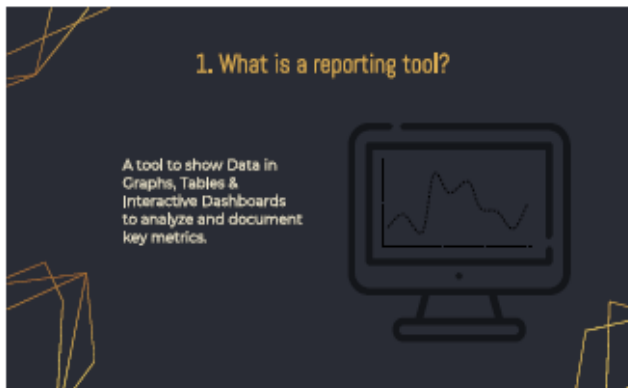 1. What is a reporting tool?
A tool to show Data in
Graphs, Tables &
Interactive Dashboards
to analyze and document
key metrics.